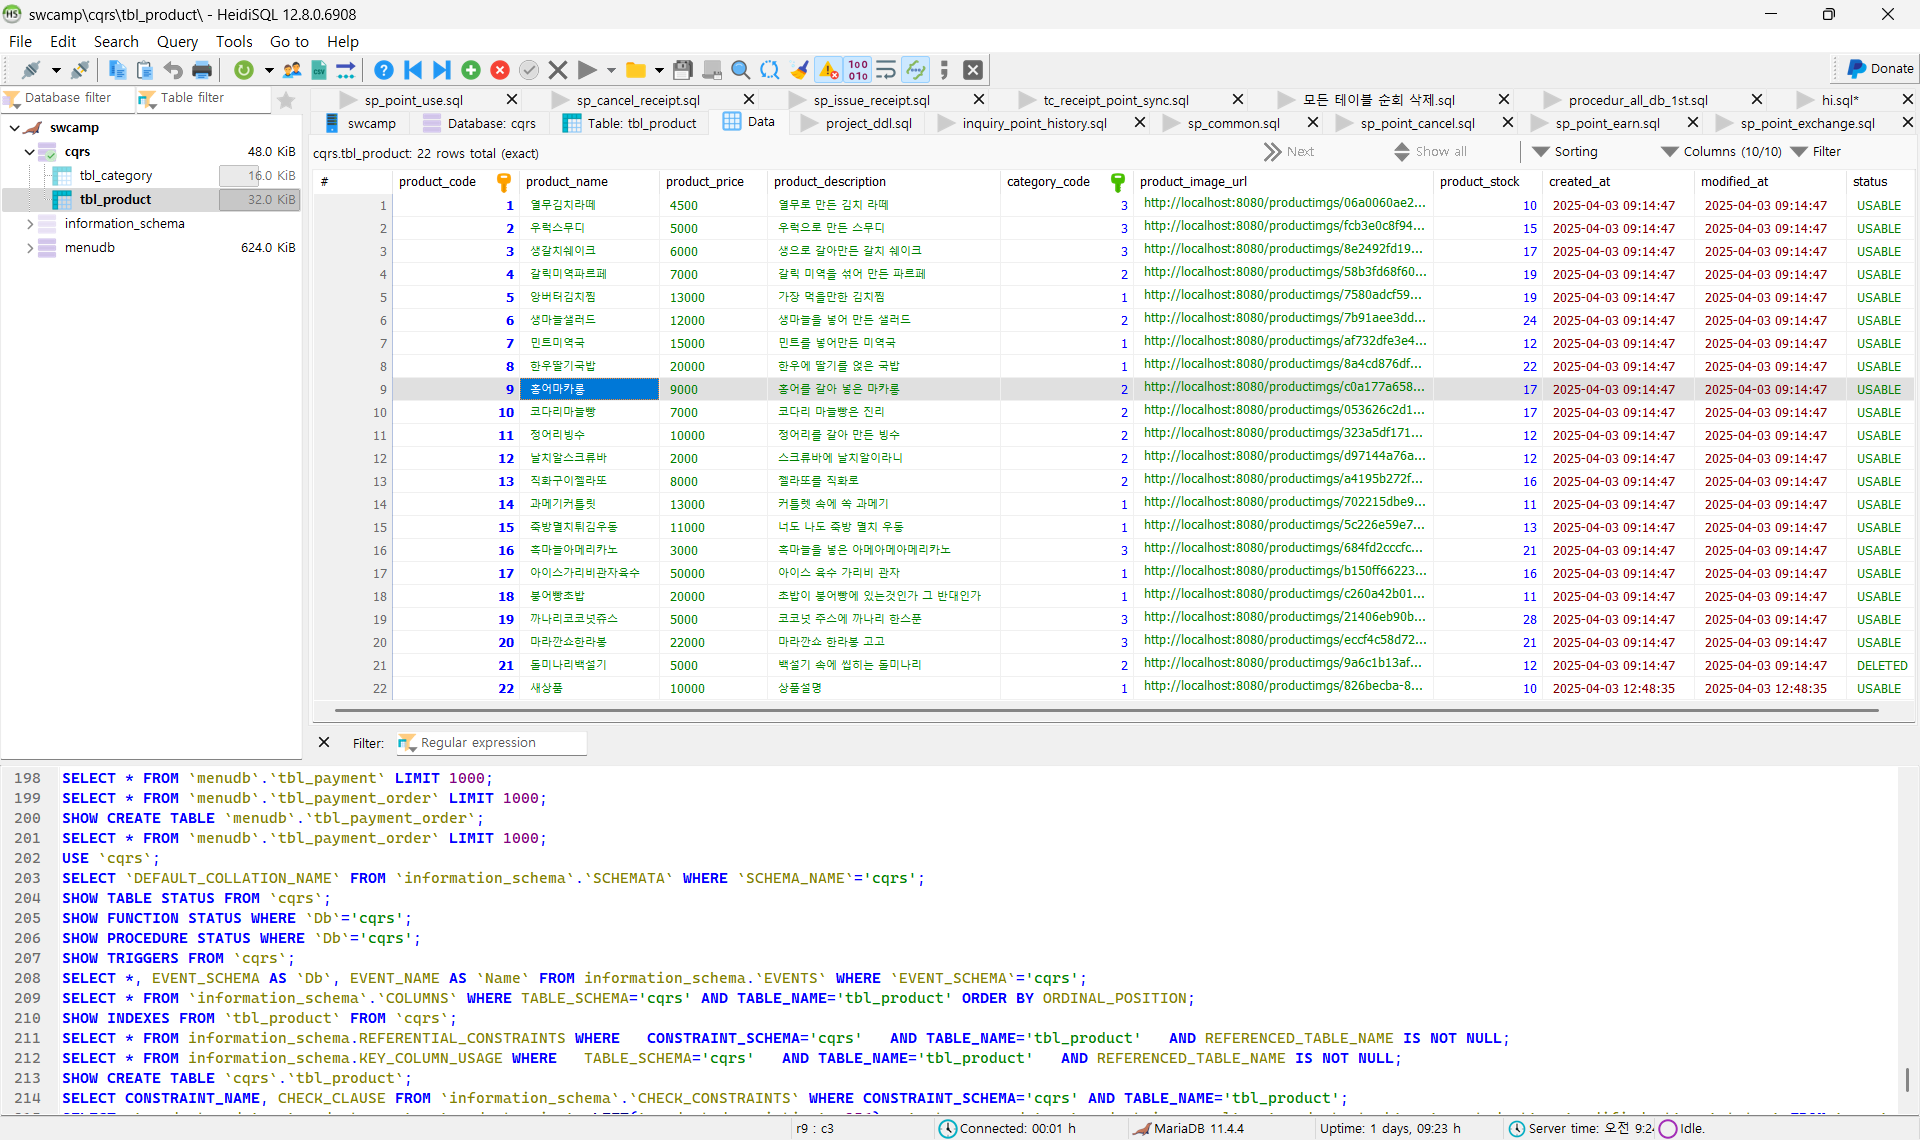 swcamp\cqrs\tbl_product\ - HeidiSQL 12.8.0.6908
File Edit Search Query Tools Go to Help
Donate
Database filter Table filter
sp_point_use.sql sp_cancel_receipt.sql sp_issue_receipt.sql tc_receipt_point_sync.sql 모든 테이블 순회 삭제.sql procedur_all_db_1st.sql hi.sql*
swcamp Database: cqrs Table: tbl_product Data project_ddl.sql inquiry_point_history.sql sp_common.sql sp_point_cancel.sql sp_point_earn.sql sp_point_exchange.sql
swcamp
cqrs 48.0 KiB
tbl_category 16.0 KiB
tbl_product 32.0 KiB
information_schema
menudb 624.0 KiB
cqrs.tbl_product: 22 rows total (exact) Next Show all Sorting Columns (10/10) Filter
# product_code product_name product_price product_description category_code product_image_url product_stock created_at modified_at status
1 1 열무김치라떼 4500 열무로 만든 김치 라떼 3 http://localhost:8080/productimgs/06a0060ae2... 10 2025-04-03 09:14:47 2025-04-03 09:14:47 USABLE
2 2 우럭스무디 5000 우럭으로 만든 스무디 3 http://localhost:8080/productimgs/fcb3e0c8f94... 15 2025-04-03 09:14:47 2025-04-03 09:14:47 USABLE
3 3 생갈치쉐이크 6000 생으로 갈아만든 갈치 쉐이크 3 http://localhost:8080/productimgs/8e2492fd19... 17 2025-04-03 09:14:47 2025-04-03 09:14:47 USABLE
4 4 갈릭미역파르페 7000 갈릭 미역을 섞어 만든 파르페 2 http://localhost:8080/productimgs/58b3fd68f60... 19 2025-04-03 09:14:47 2025-04-03 09:14:47 USABLE
5 5 앙버터김치찜 13000 가장 먹을만한 김치찜 1 http://localhost:8080/productimgs/7580adcf59... 19 2025-04-03 09:14:47 2025-04-03 09:14:47 USABLE
6 6 생마늘샐러드 12000 생마늘을 넣어 만든 샐러드 2 http://localhost:8080/productimgs/7b91aee3dd... 24 2025-04-03 09:14:47 2025-04-03 09:14:47 USABLE
7 7 민트미역국 15000 민트를 넣어만든 미역국 1 http://localhost:8080/productimgs/af732dfe3e4... 12 2025-04-03 09:14:47 2025-04-03 09:14:47 USABLE
8 8 한우딸기국밥 20000 한우에 딸기를 얹은 국밥 1 http://localhost:8080/productimgs/8a4cd876df... 22 2025-04-03 09:14:47 2025-04-03 09:14:47 USABLE
9 9 홍어마카롱 9000 홍어를 갈아 넣은 마카롱 2 http://localhost:8080/productimgs/c0a177a658... 17 2025-04-03 09:14:47 2025-04-03 09:14:47 USABLE
10 10 코다리마늘빵 7000 코다리 마늘빵은 진리 2 http://localhost:8080/productimgs/053626c2d1... 17 2025-04-03 09:14:47 2025-04-03 09:14:47 USABLE
11 11 정어리빙수 10000 정어리를 갈아 만든 빙수 2 http://localhost:8080/productimgs/323a5df171... 12 2025-04-03 09:14:47 2025-04-03 09:14:47 USABLE
12 12 날치알스크류바 2000 스크류바에 날치알이라니 2 http://localhost:8080/productimgs/d97144a76a... 12 2025-04-03 09:14:47 2025-04-03 09:14:47 USABLE
13 13 직화구이젤라또 8000 젤라또를 직화로 2 http://localhost:8080/productimgs/a4195b272f... 16 2025-04-03 09:14:47 2025-04-03 09:14:47 USABLE
14 14 과메기커틀릿 13000 커틀렛 속에 쏙 과메기 1 http://localhost:8080/productimgs/702215dbe9... 11 2025-04-03 09:14:47 2025-04-03 09:14:47 USABLE
15 15 죽방멸치튀김우동 11000 너도 나도 죽방 멸치 우동 1 http://localhost:8080/productimgs/5c226e59e7... 13 2025-04-03 09:14:47 2025-04-03 09:14:47 USABLE
16 16 흑마늘아메리카노 3000 흑마늘을 넣은 아메아메아메리카노 3 http://localhost:8080/productimgs/684fd2cccfc... 21 2025-04-03 09:14:47 2025-04-03 09:14:47 USABLE
17 17 아이스가리비관자육수 50000 아이스 육수 가리비 관자 1 http://localhost:8080/productimgs/b150ff66223... 16 2025-04-03 09:14:47 2025-04-03 09:14:47 USABLE
18 18 붕어빵초밥 20000 초밥이 붕어빵에 있는것인가 그 반대인가 1 http://localhost:8080/productimgs/c260a42b01... 11 2025-04-03 09:14:47 2025-04-03 09:14:47 USABLE
19 19 까나리코코넛쥬스 5000 코코넛 주스에 까나리 한스푼 3 http://localhost:8080/productimgs/21406eb90b... 28 2025-04-03 09:14:47 2025-04-03 09:14:47 USABLE
20 20 마라깐쇼한라봉 22000 마라깐쇼 한라봉 고고 3 http://localhost:8080/productimgs/eccf4c58d72... 21 2025-04-03 09:14:47 2025-04-03 09:14:47 USABLE
21 21 돌미나리백설기 5000 백설기 속에 씹히는 돌미나리 2 http://localhost:8080/productimgs/9a6c1b13af... 12 2025-04-03 09:14:47 2025-04-03 09:14:47 DELETED
22 22 새상품 10000 상품설명 1 http://localhost:8080/productimgs/826becba-8... 10 2025-04-03 12:48:35 2025-04-03 12:48:35 USABLE
Filter: Regular expression
198 SELECT * FROM `menudb`.`tbl_payment` LIMIT 1000;
199 SELECT * FROM `menudb`.`tbl_payment_order` LIMIT 1000;
200 SHOW CREATE TABLE `menudb`.`tbl_payment_order`;
201 SELECT * FROM `menudb`.`tbl_payment_order` LIMIT 1000;
202 USE `cqrs`;
203 SELECT `DEFAULT_COLLATION_NAME` FROM `information_schema`.`SCHEMATA` WHERE `SCHEMA_NAME`='cqrs';
204 SHOW TABLE STATUS FROM `cqrs`;
205 SHOW FUNCTION STATUS WHERE `Db`='cqrs';
206 SHOW PROCEDURE STATUS WHERE `Db`='cqrs';
207 SHOW TRIGGERS FROM `cqrs`;
208 SELECT *, EVENT_SCHEMA AS `Db`, EVENT_NAME AS `Name` FROM information_schema.`EVENTS` WHERE `EVENT_SCHEMA`='cqrs';
209 SELECT * FROM `information_schema`.`COLUMNS` WHERE TABLE_SCHEMA='cqrs' AND TABLE_NAME='tbl_product' ORDER BY ORDINAL_POSITION;
210 SHOW INDEXES FROM `tbl_product` FROM `cqrs`;
211 SELECT * FROM information_schema.REFERENTIAL_CONSTRAINTS WHERE CONSTRAINT_SCHEMA='cqrs' AND TABLE_NAME='tbl_product' AND REFERENCED_TABLE_NAME IS NOT NULL;
212 SELECT * FROM information_schema.KEY_COLUMN_USAGE WHERE TABLE_SCHEMA='cqrs' AND TABLE_NAME='tbl_product' AND REFERENCED_TABLE_NAME IS NOT NULL;
213 SHOW CREATE TABLE `cqrs`.`tbl_product`;
214 SELECT CONSTRAINT_NAME, CHECK_CLAUSE FROM `information_schema`.`CHECK_CONSTRAINTS` WHERE CONSTRAINT_SCHEMA='cqrs' AND TABLE_NAME='tbl_product';
r9 : c3 Connected: 00:01 h MariaDB 11.4.4 Uptime: 1 days, 09:23 h Server time: 오전 9:2 Idle.